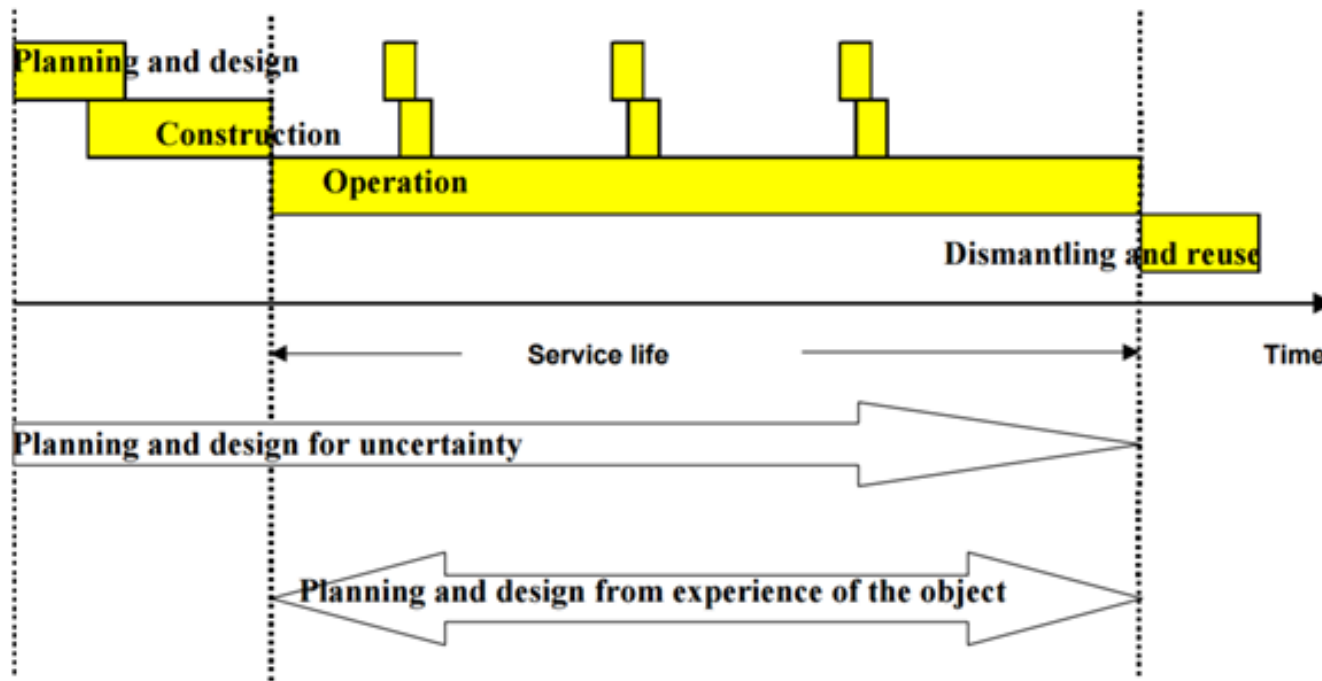 Planning and design
Construction
Operation
Dismantling and reuse
Service life
Time
Planning and design for uncertainty
Planning and design from experience of the object